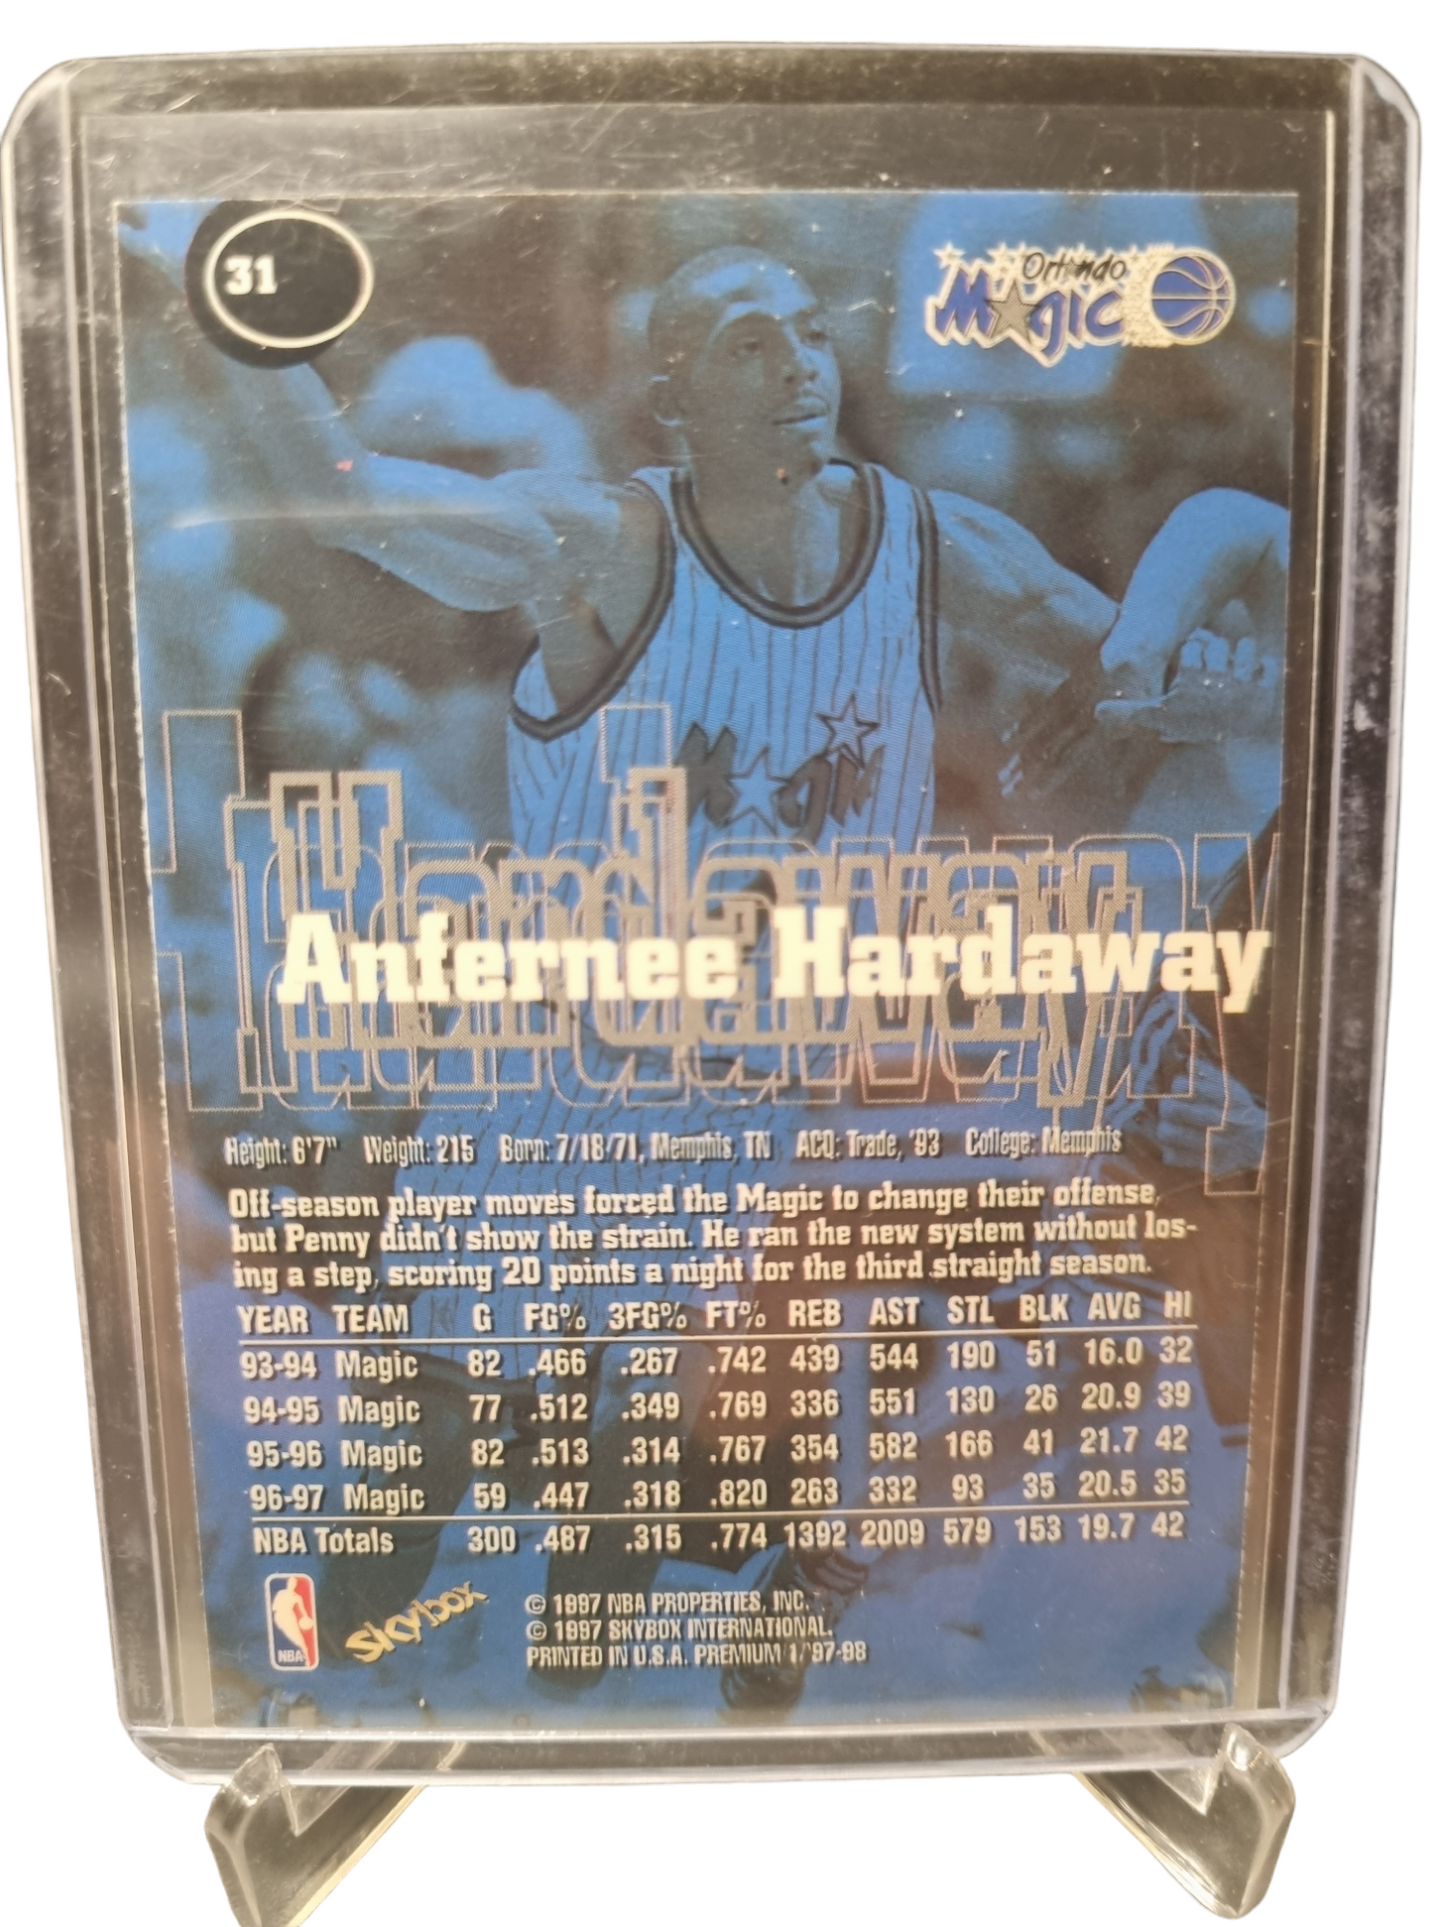 31
Orlando
Magic
Magic
Hardaway
Anfernee Hardaway
Height: 6'7" Weight: 215 Born: 7/18/71, Memphis, TN ACQ: Trade, '93 College: Memphis
Off-season player moves forced the Magic to change their offense,
but Penny didn't show the strain. He ran the new system without los-
ing a step, scoring 20 points a night for the third straight season.
YEAR TEAM G FG% 3FG% FT% REB AST STL BLK AVG HI
93-94 Magic 82 .466 .267 .742 439 544 190 51 16.0 32
94-95 Magic 77 .512 .349 .769 336 551 130 26 20.9 39
95-96 Magic 82 .513 .314 .767 354 582 166 41 21.7 42
96-97 Magic 59 .447 .318 .820 263 332 93 35 20.5 35
NBA Totals 300 .487 .315 .774 1392 2009 579 153 19.7 42
NBA
skybox
© 1997 NBA PROPERTIES, INC.
© 1997 SKYBOX INTERNATIONAL.
PRINTED IN U.S.A. PREMIUM 1/'97-98